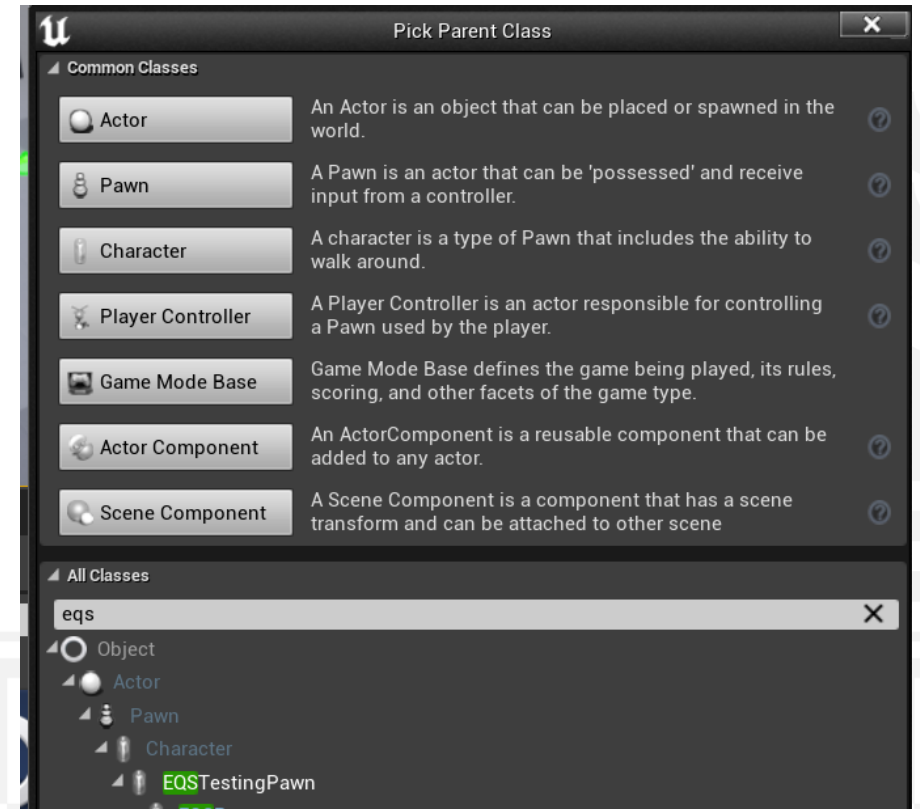 Pick Parent Class
Common Classes
Actor
An Actor is an object that can be placed or spawned in the
world.
Pawn
A Pawn is an actor that can be 'possessed' and receive
input from a controller.
Character
A character is a type of Pawn that includes the ability to
walk around.
Player Controller
A Player Controller is an actor responsible for controlling
a Pawn used by the player.
Game Mode Base
Game Mode Base defines the game being played, its rules,
scoring, and other facets of the game type.
Actor Component
An ActorComponent is a reusable component that can be
added to any actor.
Scene Component
A Scene Component is a component that has a scene
transform and can be attached to other scene
All Classes
eqs
Object
Actor
Pawn
Character
EQSTestingPawn